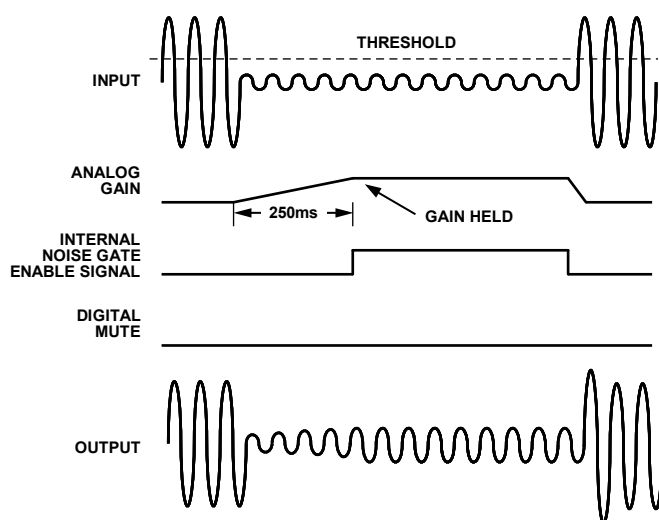 THRESHOLD
INPUT
ANALOG
GAIN
250ms
GAIN HELD
INTERNAL
NOISE GATE
ENABLE SIGNAL
DIGITAL
MUTE
OUTPUT